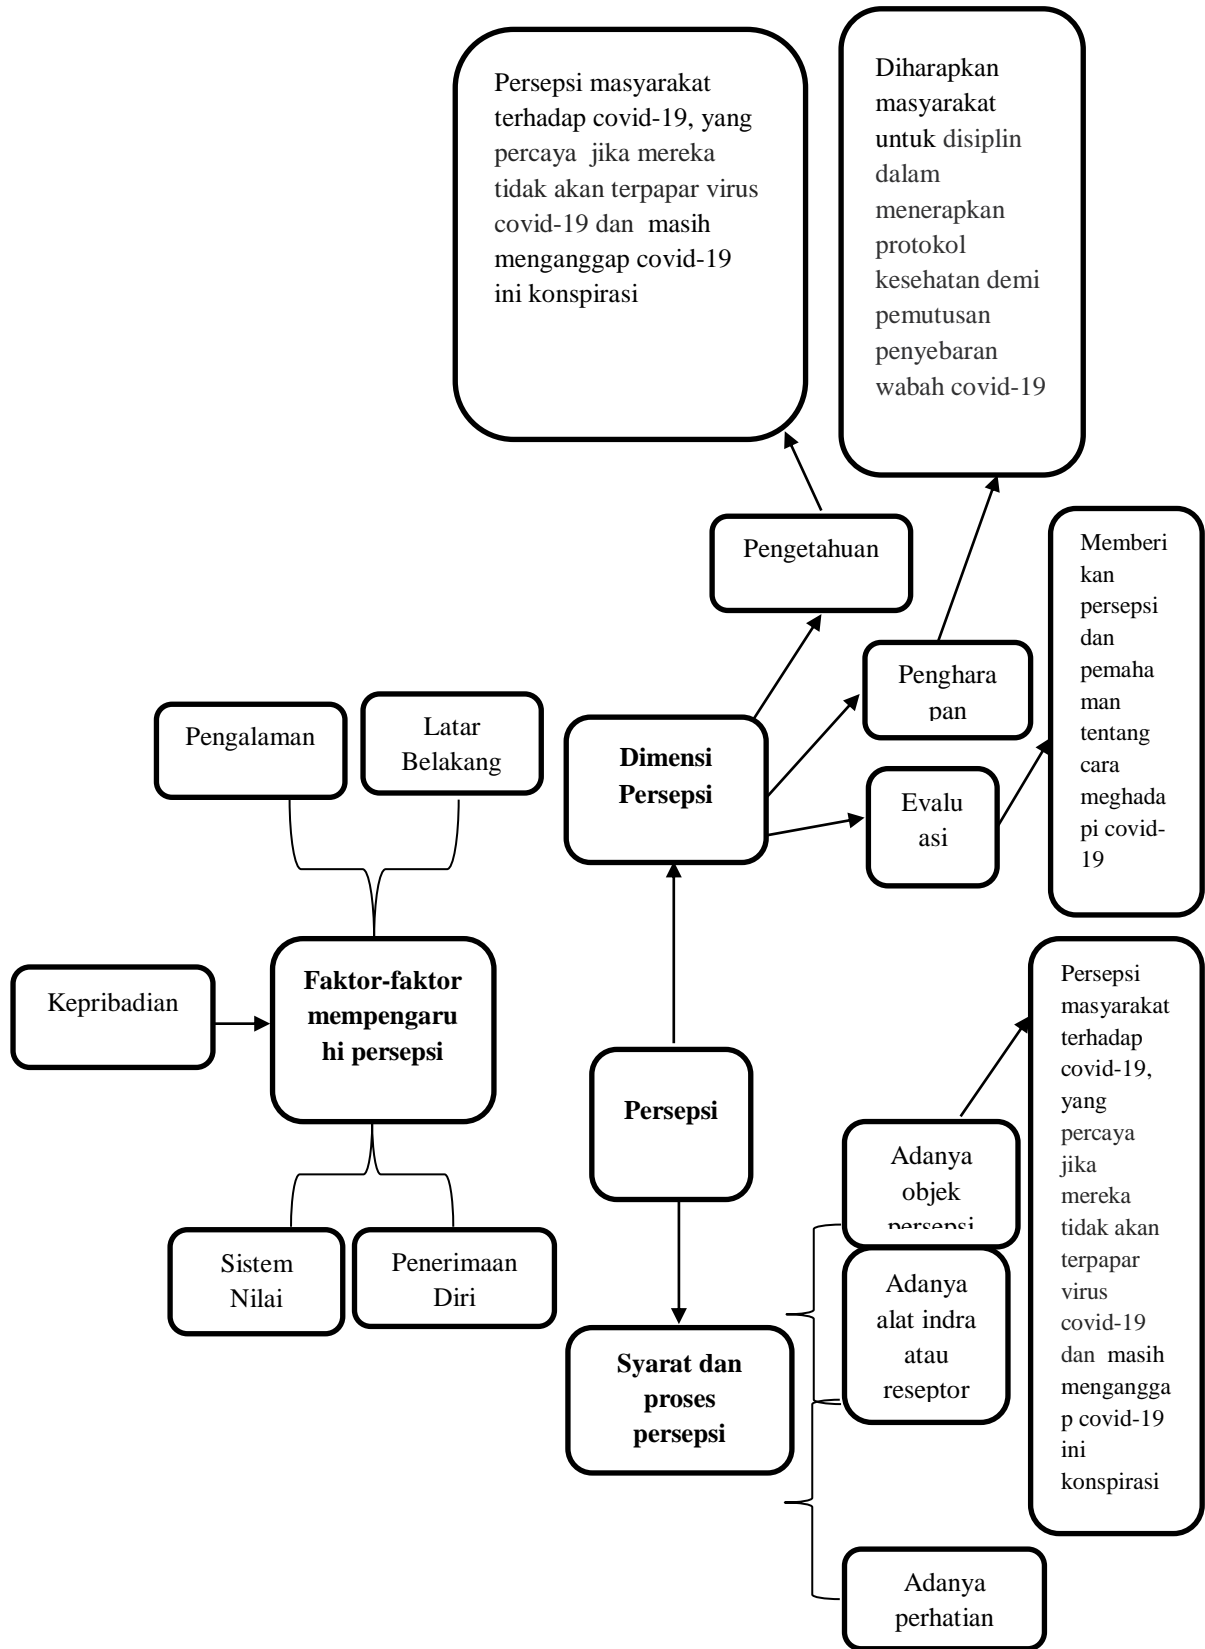 Persepsi masyarakat
terhadap covid-19, yang
percaya  jika mereka
tidak akan terpapar virus
covid-19 dan  masih
menganggap covid-19
ini konspirasi
Diharapkan
masyarakat
untuk disiplin
dalam
menerapkan
protokol
kesehatan demi
pemutusan
penyebaran
wabah covid-19
Pengetahuan
Memberi
kan
persepsi
dan
pemaha
man
tentang
cara
meghada
pi covid-
19
Penghara
pan
Pengalaman
Latar
Belakang
Dimensi
Persepsi
Evalu
asi
Kepribadian
Faktor-faktor
mempengaru
hi persepsi
Persepsi
Persepsi
masyarakat
terhadap
covid-19,
yang
percaya
jika
mereka
tidak akan
terpapar
virus
covid-19
dan  masih
mengangga
p covid-19
ini
konspirasi
Adanya
objek
persepsi
Sistem
Nilai
Penerimaan
Diri
Adanya
alat indra
atau
reseptor
Syarat dan
proses
persepsi
Adanya
perhatian